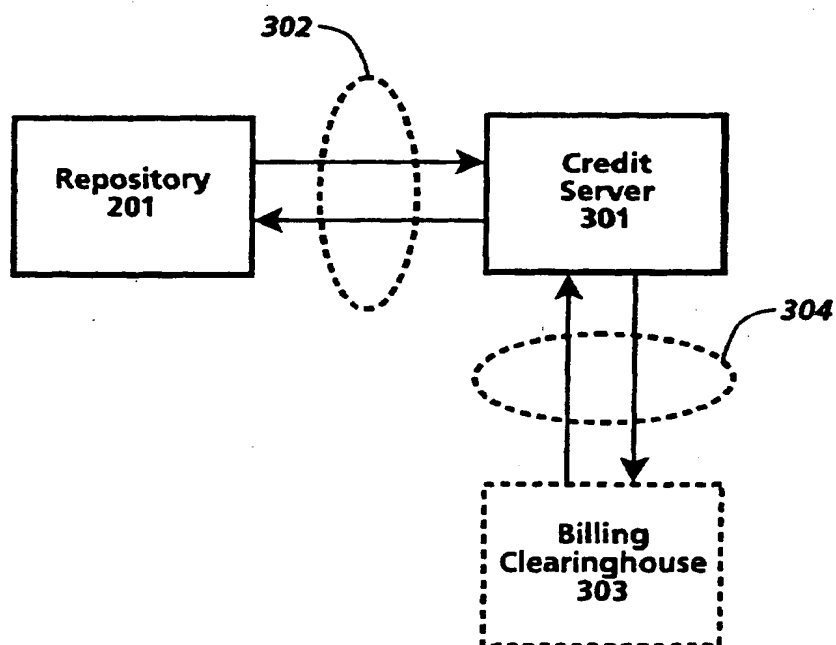 302
Repository
201
Credit
Server
301
304
Billing
Clearinghouse
303